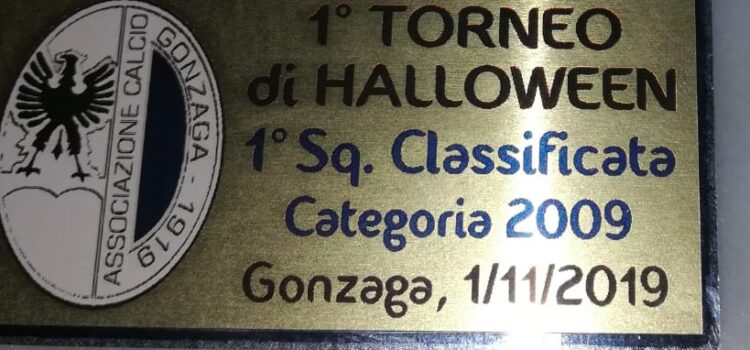 ASSOCIAZIONE CALCIO
GONZAGA - 1919
1° TORNEO
di HALLOWEEN
1° Sq. Classificata
Categoria 2009
Gonzaga, 1/11/2019